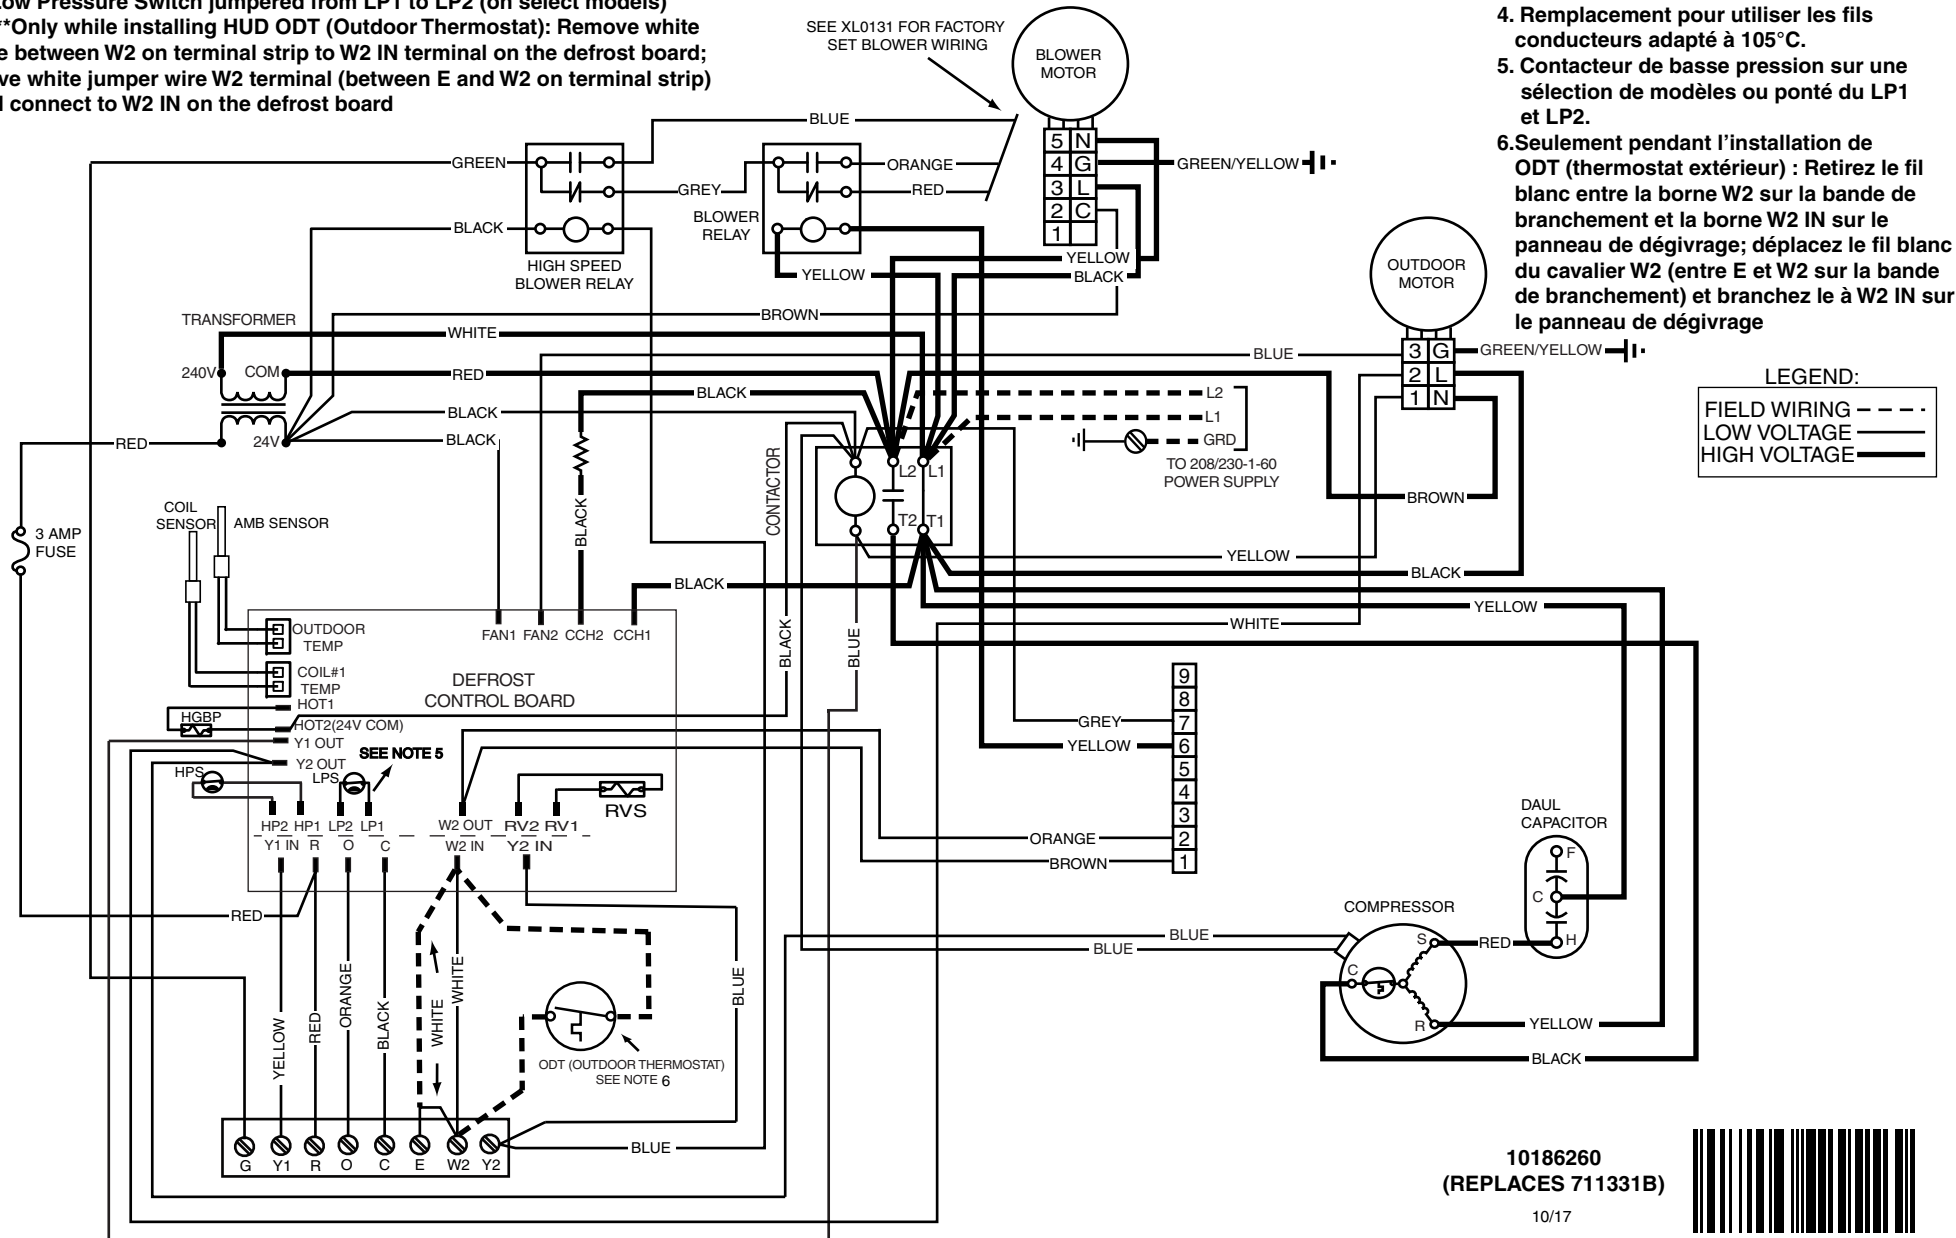 Low Pressure Switch jumpered from LP1 to LP2 (on select models)
**Only while installing HUD ODT (Outdoor Thermostat): Remove white
e between W2 on terminal strip to W2 IN terminal on the defrost board;
ve white jumper wire W2 terminal (between E and W2 on terminal strip)
connect to W2 IN on the defrost board
4. Remplacement pour utiliser les fils
conducteurs adapté à 105°C.
5. Contacteur de basse pression sur une
sélection de modèles ou ponté du LP1
et LP2.
6.Seulement pendant l'installation de
ODT (thermostat extérieur) : Retirez le fil
blanc entre la borne W2 sur la bande de
branchement et la borne W2 IN sur le
panneau de dégivrage; déplacez le fil blanc
du cavalier W2 (entre E et W2 sur la bande
de branchement) et branchez le à W2 IN sur
le panneau de dégivrage
SEE XL0131 FOR FACTORY
SET BLOWER WIRING
BLOWER
MOTOR
5 N
4 G
3 L
2 C
1
GREEN/YELLOW
BLUE
GREEN
GREY
ORANGE
RED
BLACK
BLOWER
RELAY
HIGH SPEED
BLOWER RELAY
YELLOW
YELLOW
BLACK
OUTDOOR
MOTOR
3 G
2 L
1 N
GREEN/YELLOW
LEGEND:
FIELD WIRING
LOW VOLTAGE
HIGH VOLTAGE
TRANSFORMER
BROWN
WHITE
BLUE
240V
COM
RED
BLACK
BLACK
BLACK
24V
RED
L2
L1
GRD
TO 208/230-1-60
POWER SUPPLY
CONTACTOR
L2
L1
T2
T1
BROWN
YELLOW
BLACK
BLACK
BLACK
YELLOW
WHITE
COIL
SENSOR
AMB SENSOR
3 AMP
FUSE
OUTDOOR
TEMP
COIL#1
TEMP
HOT1
HGBP
HOT2(24V COM)
Y1 OUT
Y2 OUT
FAN1
FAN2
CCH2
CCH1
DEFROST
CONTROL BOARD
SEE NOTE 5
HPS
LPS
HP2
HP1
LP2
LP1
W2 OUT
RV2
RV1
RVS
Y1 IN
R
O
C
W2 IN
Y2 IN
BLACK
BLUE
9
8
7
6
5
4
3
2
1
GREY
YELLOW
ORANGE
BROWN
RED
YELLOW
RED
ORANGE
BLACK
WHITE
WHITE
BLUE
ODT (OUTDOOR THERMOSTAT)
SEE NOTE 6
G
Y1
R
O
C
E
W2
Y2
BLUE
BLUE
BLUE
DAUL
CAPACITOR
F
C
H
COMPRESSOR
S
C
R
RED
YELLOW
BLACK
10186260
(REPLACES 711331B)
10/17